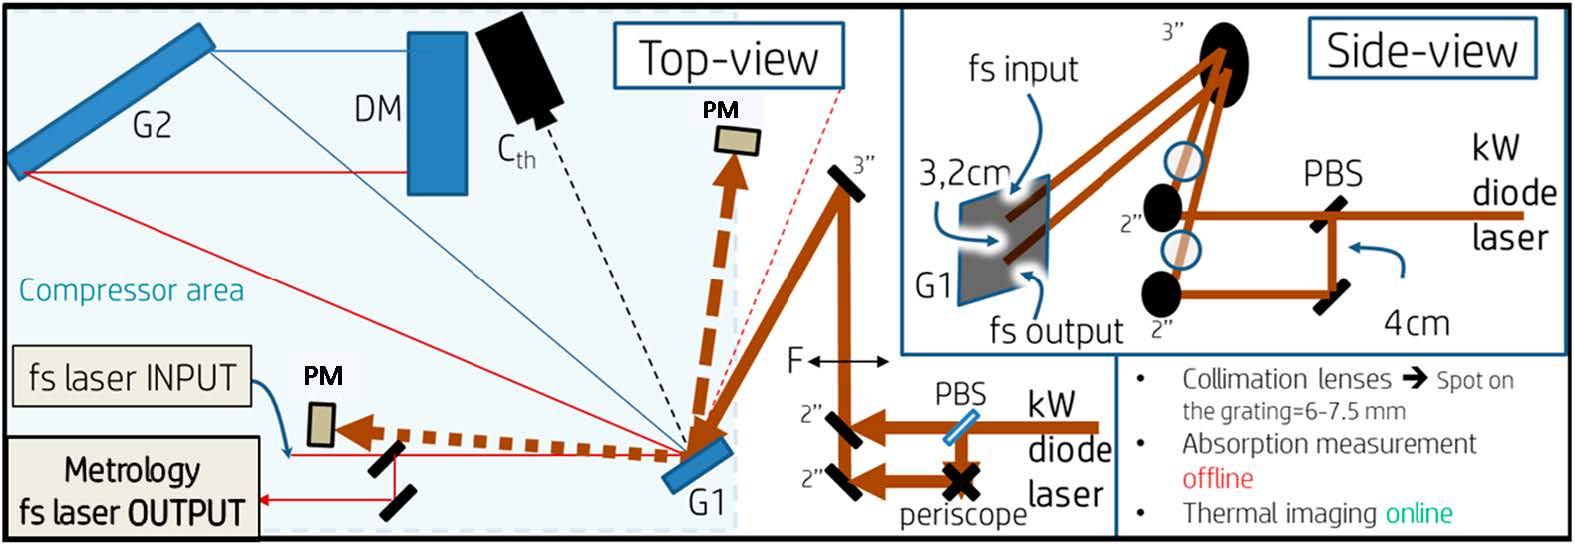 Top-view
G2
DM
Cth
PM
3”
Compressor area
fs laser INPUT
PM
Metrology
fs laser OUTPUT
G1
F
2”
2”
PBS
kW
diode
laser
periscope
Side-view
3”
fs input
3,2cm
G1
fs output
2”
2”
PBS
kW
diode
laser
4cm
• Collimation lenses ➔ Spot on
the grating=6-7.5 mm
• Absorption measurement
offline
• Thermal imaging online